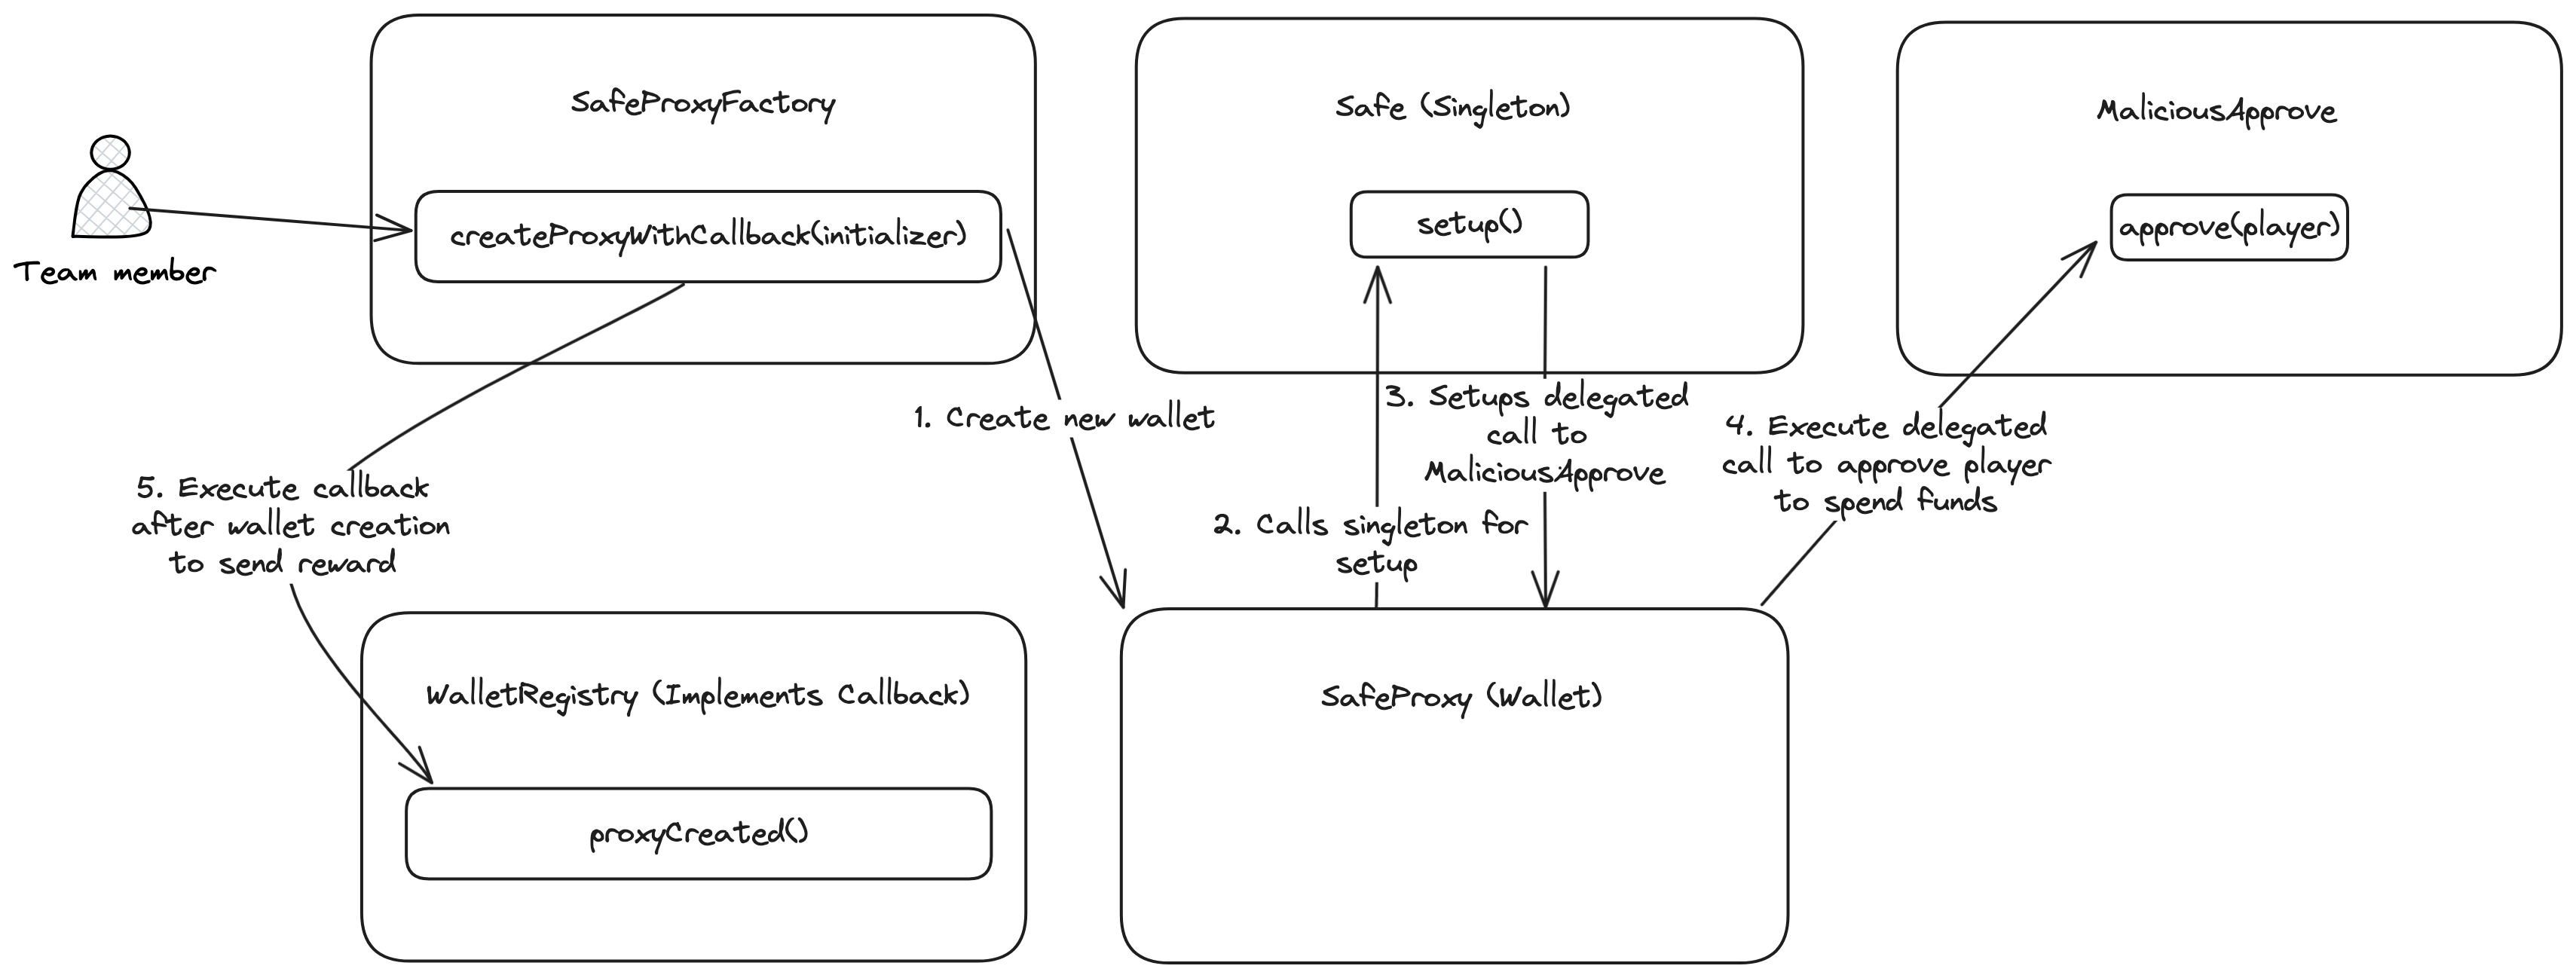 SafeProxyFactory
createProxyWithCallback(initializer)
Team member
Safe (Singleton)
setup()
MaliciousApprove
approve(player)
1. Create new wallet
2. Calls singleton for
setup
3. Setups delegated
call to
MaliciousApprove
4. Execute delegated
call to approve player
to spend funds
5. Execute callback
after wallet creation
to send reward
WalletRegistry (Implements Callback)
proxyCreated()
SafeProxy (Wallet)